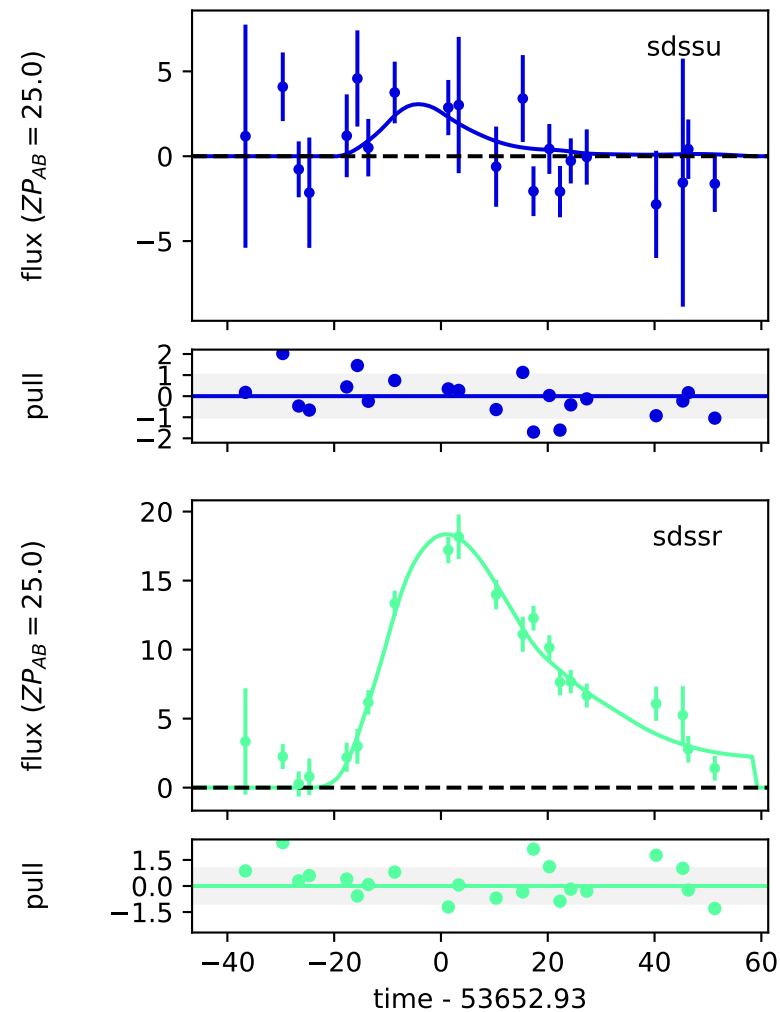 sdssu
flux (ZP_AB = 25.0)
5
0
−5
pull
2
1
0
−1
−2
sdssr
flux (ZP_AB = 25.0)
20
15
10
5
0
pull
1.5
0.0
−1.5
−40 −20 0 20 40 60
time - 53652.93